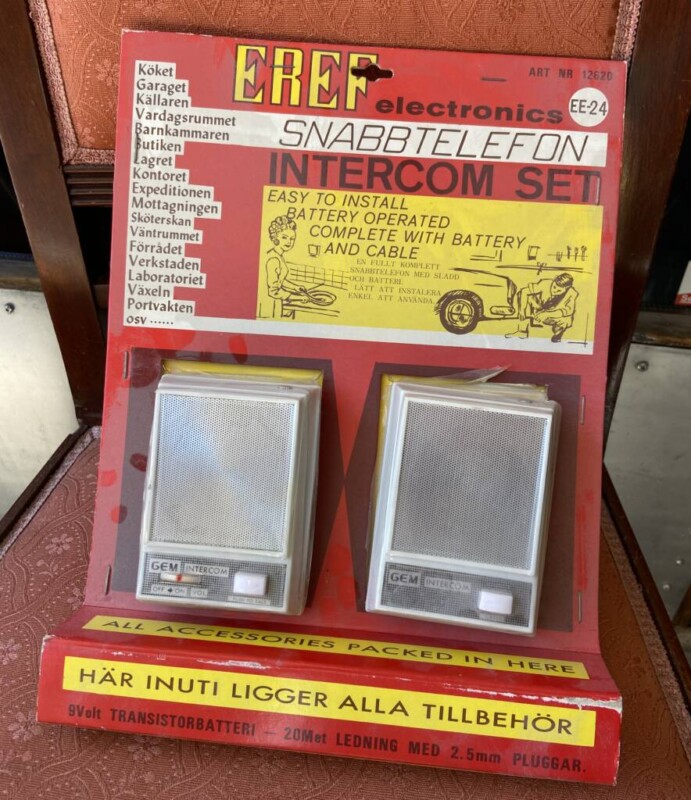 EREF electronics
ART NR 12620
EE-24
SNABBTELEFON
INTERCOM SET
Köket
Garaget
Källaren
Vardagsrummet
Barnkammaren
Butiken
Lagret
Kontoret
Expeditionen
Mottagningen
Sköterskan
Väntrummet
Förrådet
Verkstaden
Laboratoriet
Växeln
Portvakten
osv ......
EASY TO INSTALL
BATTERY OPERATED
COMPLETE WITH BATTERY
AND CABLE
EN FULLT KOMPLETT
SNABBTELEFON MED SLADD
OCH BATTERI.
LÄTT ATT INSTALERA
ENKEL ATT ANVÄNDA.
GEM INTERCOM
OFF ➔ ON VOL
GEM INTERCOM
ALL ACCESSORIES PACKED IN HERE
HÄR INUTI LIGGER ALLA TILLBEHÖR
9Volt TRANSISTORBATTERI – 20Met LEDNING MED 2.5mm PLUGGAR.